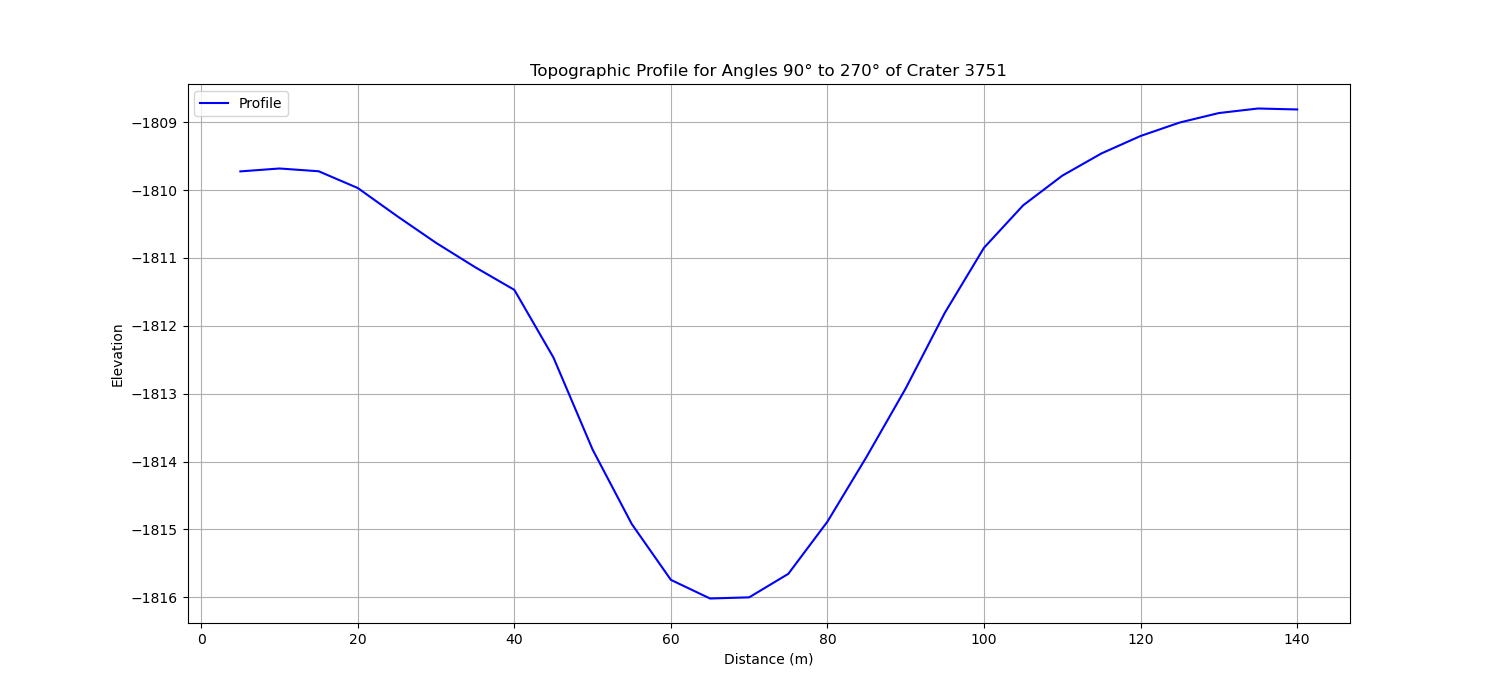 Topographic Profile for Angles 90° to 270° of Crater 3751
Profile
−1809
−1810
−1811
−1812
−1813
−1814
−1815
−1816
Elevation
0 20 40 60 80 100 120 140
Distance (m)